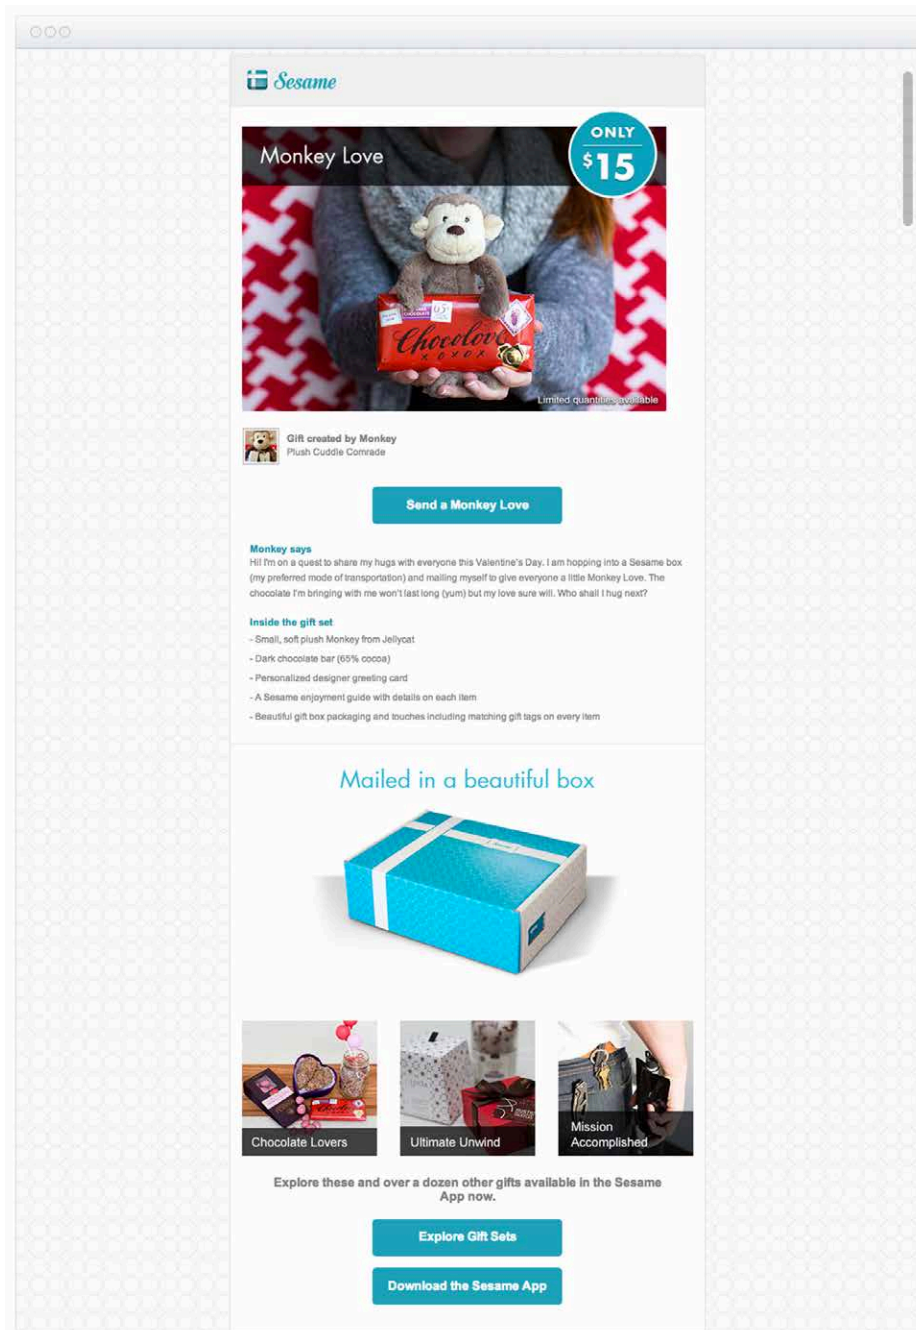 Sesame
Monkey Love
ONLY
$15
65%
Chocolove
XOXOX
Limited quantities available
Gift created by Monkey
Plush Cuddle Comrade
Send a Monkey Love
Monkey says
Hi! I'm on a quest to share my hugs with everyone this Valentine's Day. I am hopping into a Sesame box
(my preferred mode of transportation) and mailing myself to give everyone a little Monkey Love. The
chocolate I'm bringing with me won't last long (yum) but my love sure will. Who shall I hug next?
Inside the gift set
- Small, soft plush Monkey from Jellycat
- Dark chocolate bar (65% cocoa)
- Personalized designer greeting card
- A Sesame enjoyment guide with details on each item
- Beautiful gift box packaging and touches including matching gift tags on every item
Mailed in a beautiful box
Chocolate Lovers
Ultimate Unwind
Mission
Accomplished
Explore these and over a dozen other gifts available in the Sesame
App now.
Explore Gift Sets
Download the Sesame App